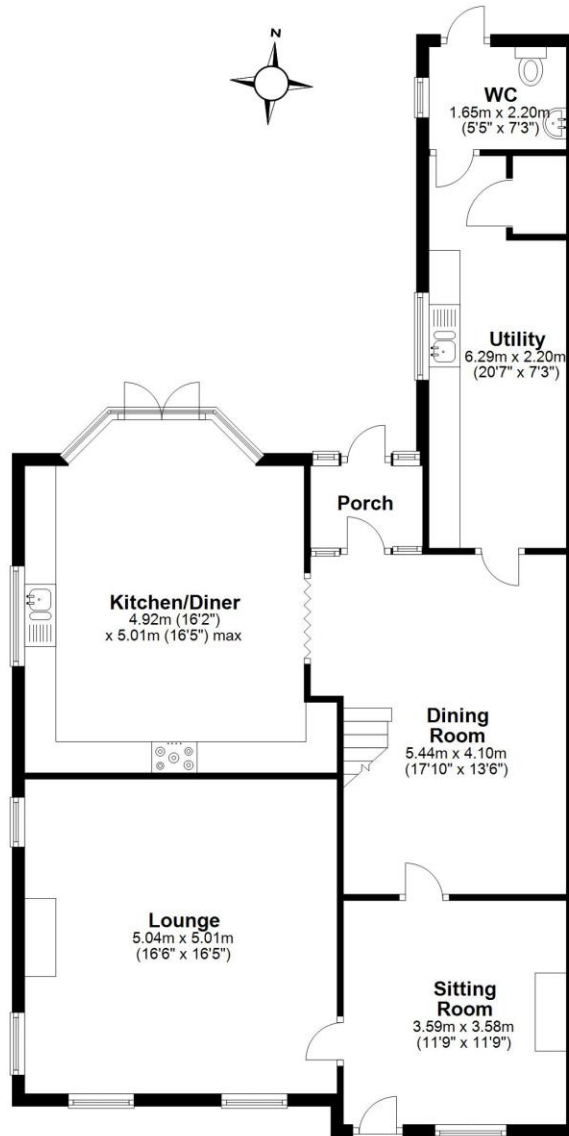 N
WC
1.65m x 2.20m
(5'5" x 7'3")
Utility
6.29m x 2.20m
(20'7" x 7'3")
Porch
Kitchen/Diner
4.92m (16'2")
x 5.01m (16'5") max
Dining
Room
5.44m x 4.10m
(17'10" x 13'6")
Lounge
5.04m x 5.01m
(16'6" x 16'5")
Sitting
Room
3.59m x 3.58m
(11'9" x 11'9")